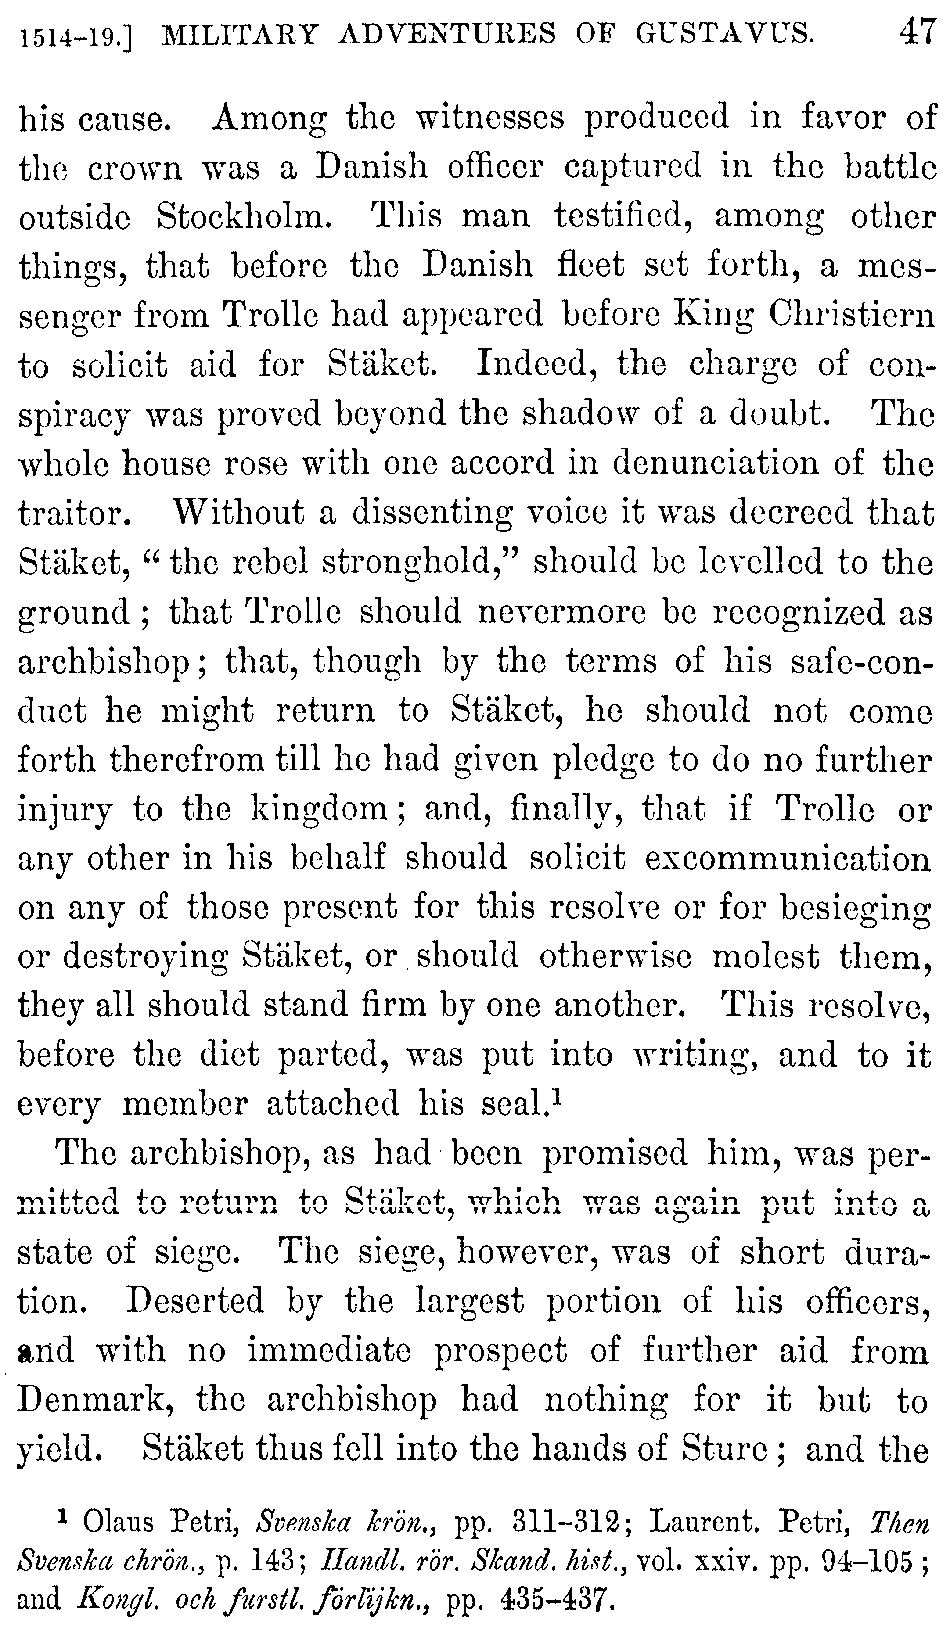 1514-19.] MILITARY ADVENTURES OF GUSTAVUS. 47
his cause. Among the witnesses produced in favor of
the crown was a Danish officer captured in the battle
outside Stockholm. This man testified, among other
things, that before the Danish fleet set forth, a mes-
senger from Trolle had appeared before King Christiern
to solicit aid for Stäket. Indeed, the charge of con-
spiracy was proved beyond the shadow of a doubt. The
whole house rose with one accord in denunciation of the
traitor. Without a dissenting voice it was decreed that
Stäket, “the rebel stronghold,” should be levelled to the
ground; that Trolle should nevermore be recognized as
archbishop; that, though by the terms of his safe-con-
duct he might return to Stäket, he should not come
forth therefrom till he had given pledge to do no further
injury to the kingdom; and, finally, that if Trolle or
any other in his behalf should solicit excommunication
on any of those present for this resolve or for besieging
or destroying Stäket, or should otherwise molest them,
they all should stand firm by one another. This resolve,
before the diet parted, was put into writing, and to it
every member attached his seal.¹
The archbishop, as had been promised him, was per-
mitted to return to Stäket, which was again put into a
state of siege. The siege, however, was of short dura-
tion. Deserted by the largest portion of his officers,
and with no immediate prospect of further aid from
Denmark, the archbishop had nothing for it but to
yield. Stäket thus fell into the hands of Sture; and the
¹ Olaus Petri, Svenska krön., pp. 311-312; Laurent. Petri, Then
Svenska chrön., p. 143; Handl. rör. Skand. hist., vol. xxiv. pp. 94-105;
and Kongl. och furstl. förlijkn., pp. 435-437.